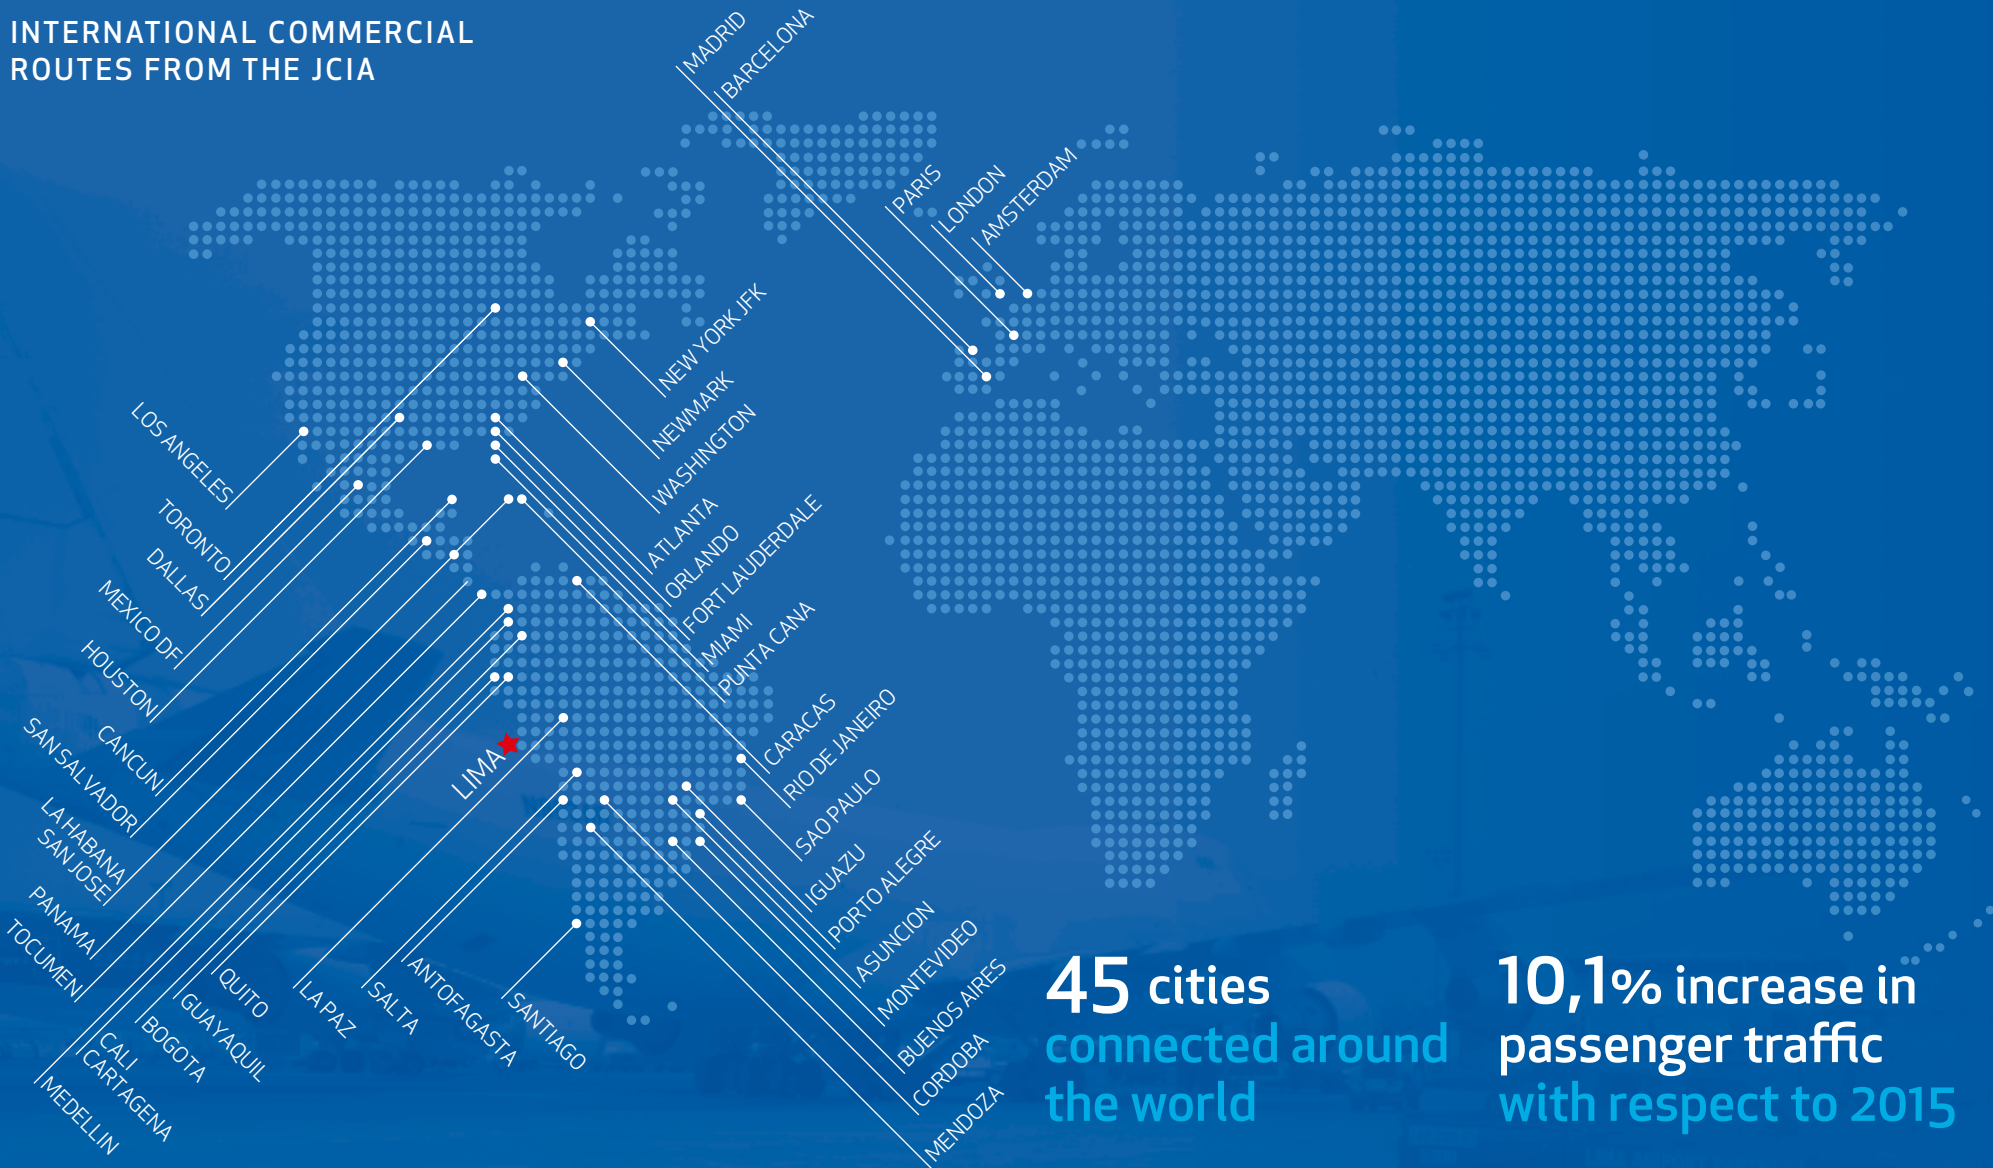 INTERNATIONAL COMMERCIAL
ROUTES FROM THE JCIA
MADRID
BARCELONA
PARIS
LONDON
AMSTERDAM
NEW YORK JFK
NEWMARK
WASHINGTON
ATLANTA
ORLANDO
FORT LAUDERDALE
MIAMI
PUNTA CANA
CARACAS
RIO DE JANEIRO
SAO PAULO
IGUAZU
PORTO ALEGRE
ASUNCION
MONTEVIDEO
BUENOS AIRES
CORDOBA
MENDOZA
LOS ANGELES
TORONTO
DALLAS
MEXICO DF
HOUSTON
CANCUN
SAN SALVADOR
LA HABANA
SAN JOSE
PANAMA
TOCUMEN
LIMA
QUITO
GUAYAQUIL
BOGOTA
CALI
CARTAGENA
MEDELLIN
LA PAZ
SALTA
ANTOFAGASTA
SANTIAGO
45 cities
connected around
the world
10,1% increase in
passenger traffic
with respect to 2015